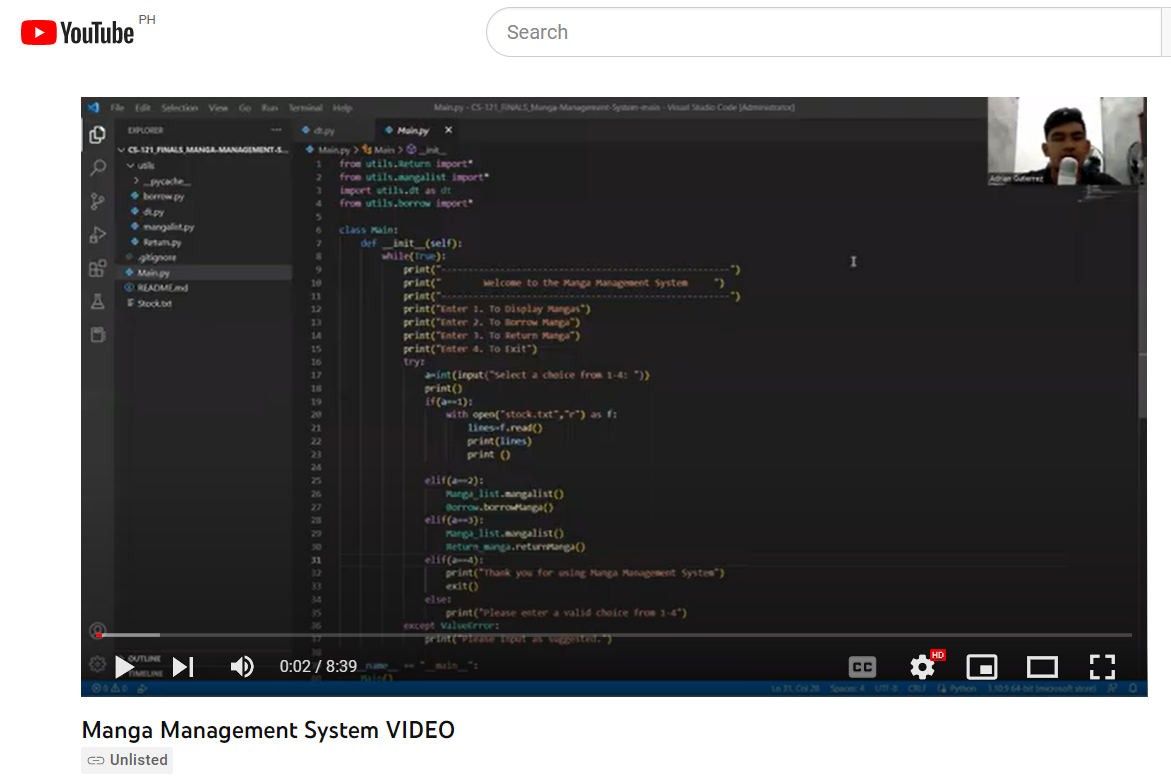 YouTube PH
Search
File Edit Selection View Go Run Terminal Help
Main.py - CS-121_FINALS_Manga-Management-System-main - Visual Studio Code [Administrator]
EXPLORER
CS-121_FINALS_MANGA-MANAGEMENT-S...
utils
__pycache__
borrow.py
dt.py
mangalist.py
Return.py
.gitignore
Main.py
README.md
Stock.txt
OUTLINE
TIMELINE
dt.py
Main.py
Main.py > Main > __init__
1 from utils.Return import*
2 from utils.mangalist import*
3 import utils.dt as dt
4 from utils.borrow import*
5
6 class Main:
7 def __init__(self):
8 while(True):
9 print("------------------------------------------------------")
10 print(" Welcome to the Manga Management System ")
11 print("------------------------------------------------------")
12 print("Enter 1. To Display Mangas")
13 print("Enter 2. To Borrow Manga")
14 print("Enter 3. To Return Manga")
15 print("Enter 4. To Exit")
16 try:
17 a=int(input("Select a choice from 1-4: "))
18 print()
19 if(a==1):
20 with open("stock.txt","r") as f:
21 lines=f.read()
22 print(lines)
23 print ()
24
25 elif(a==2):
26 Manga_list.mangalist()
27 Borrow.borrowManga()
28 elif(a==3):
29 Manga_list.mangalist()
30 Return_manga.returnManga()
31 elif(a==4):
32 print("Thank you for using Manga Management System")
33 exit()
34 else:
35 print("Please enter a valid choice from 1-4")
36 except ValueError:
37 print("Please Input as suggested.")
38
__name__ == "__main__":
Main()
Adrian Gutierrez
0:02 / 8:39
CC
HD
Ln 31, Col 28 Spaces: 4 UTF-8 CRLF Python 3.10.9 64-bit (microsoft store)
Manga Management System VIDEO
Unlisted